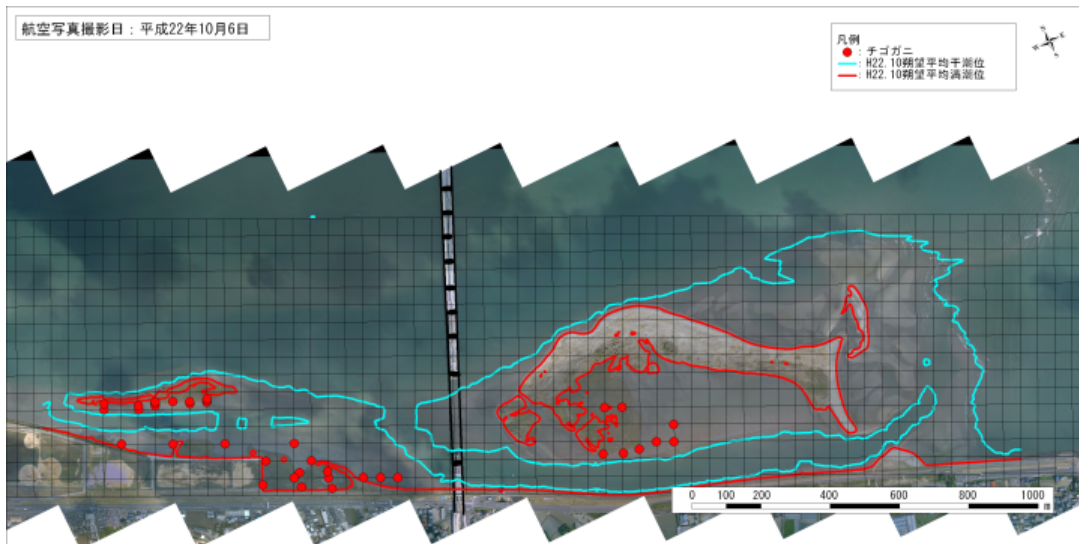 航空写真撮影日：平成22年10月6日
凡例
：チゴガニ
：H22.10朔望平均干潮位
：H22.10朔望平均満潮位
0 100 200 400 600 800 1000
m